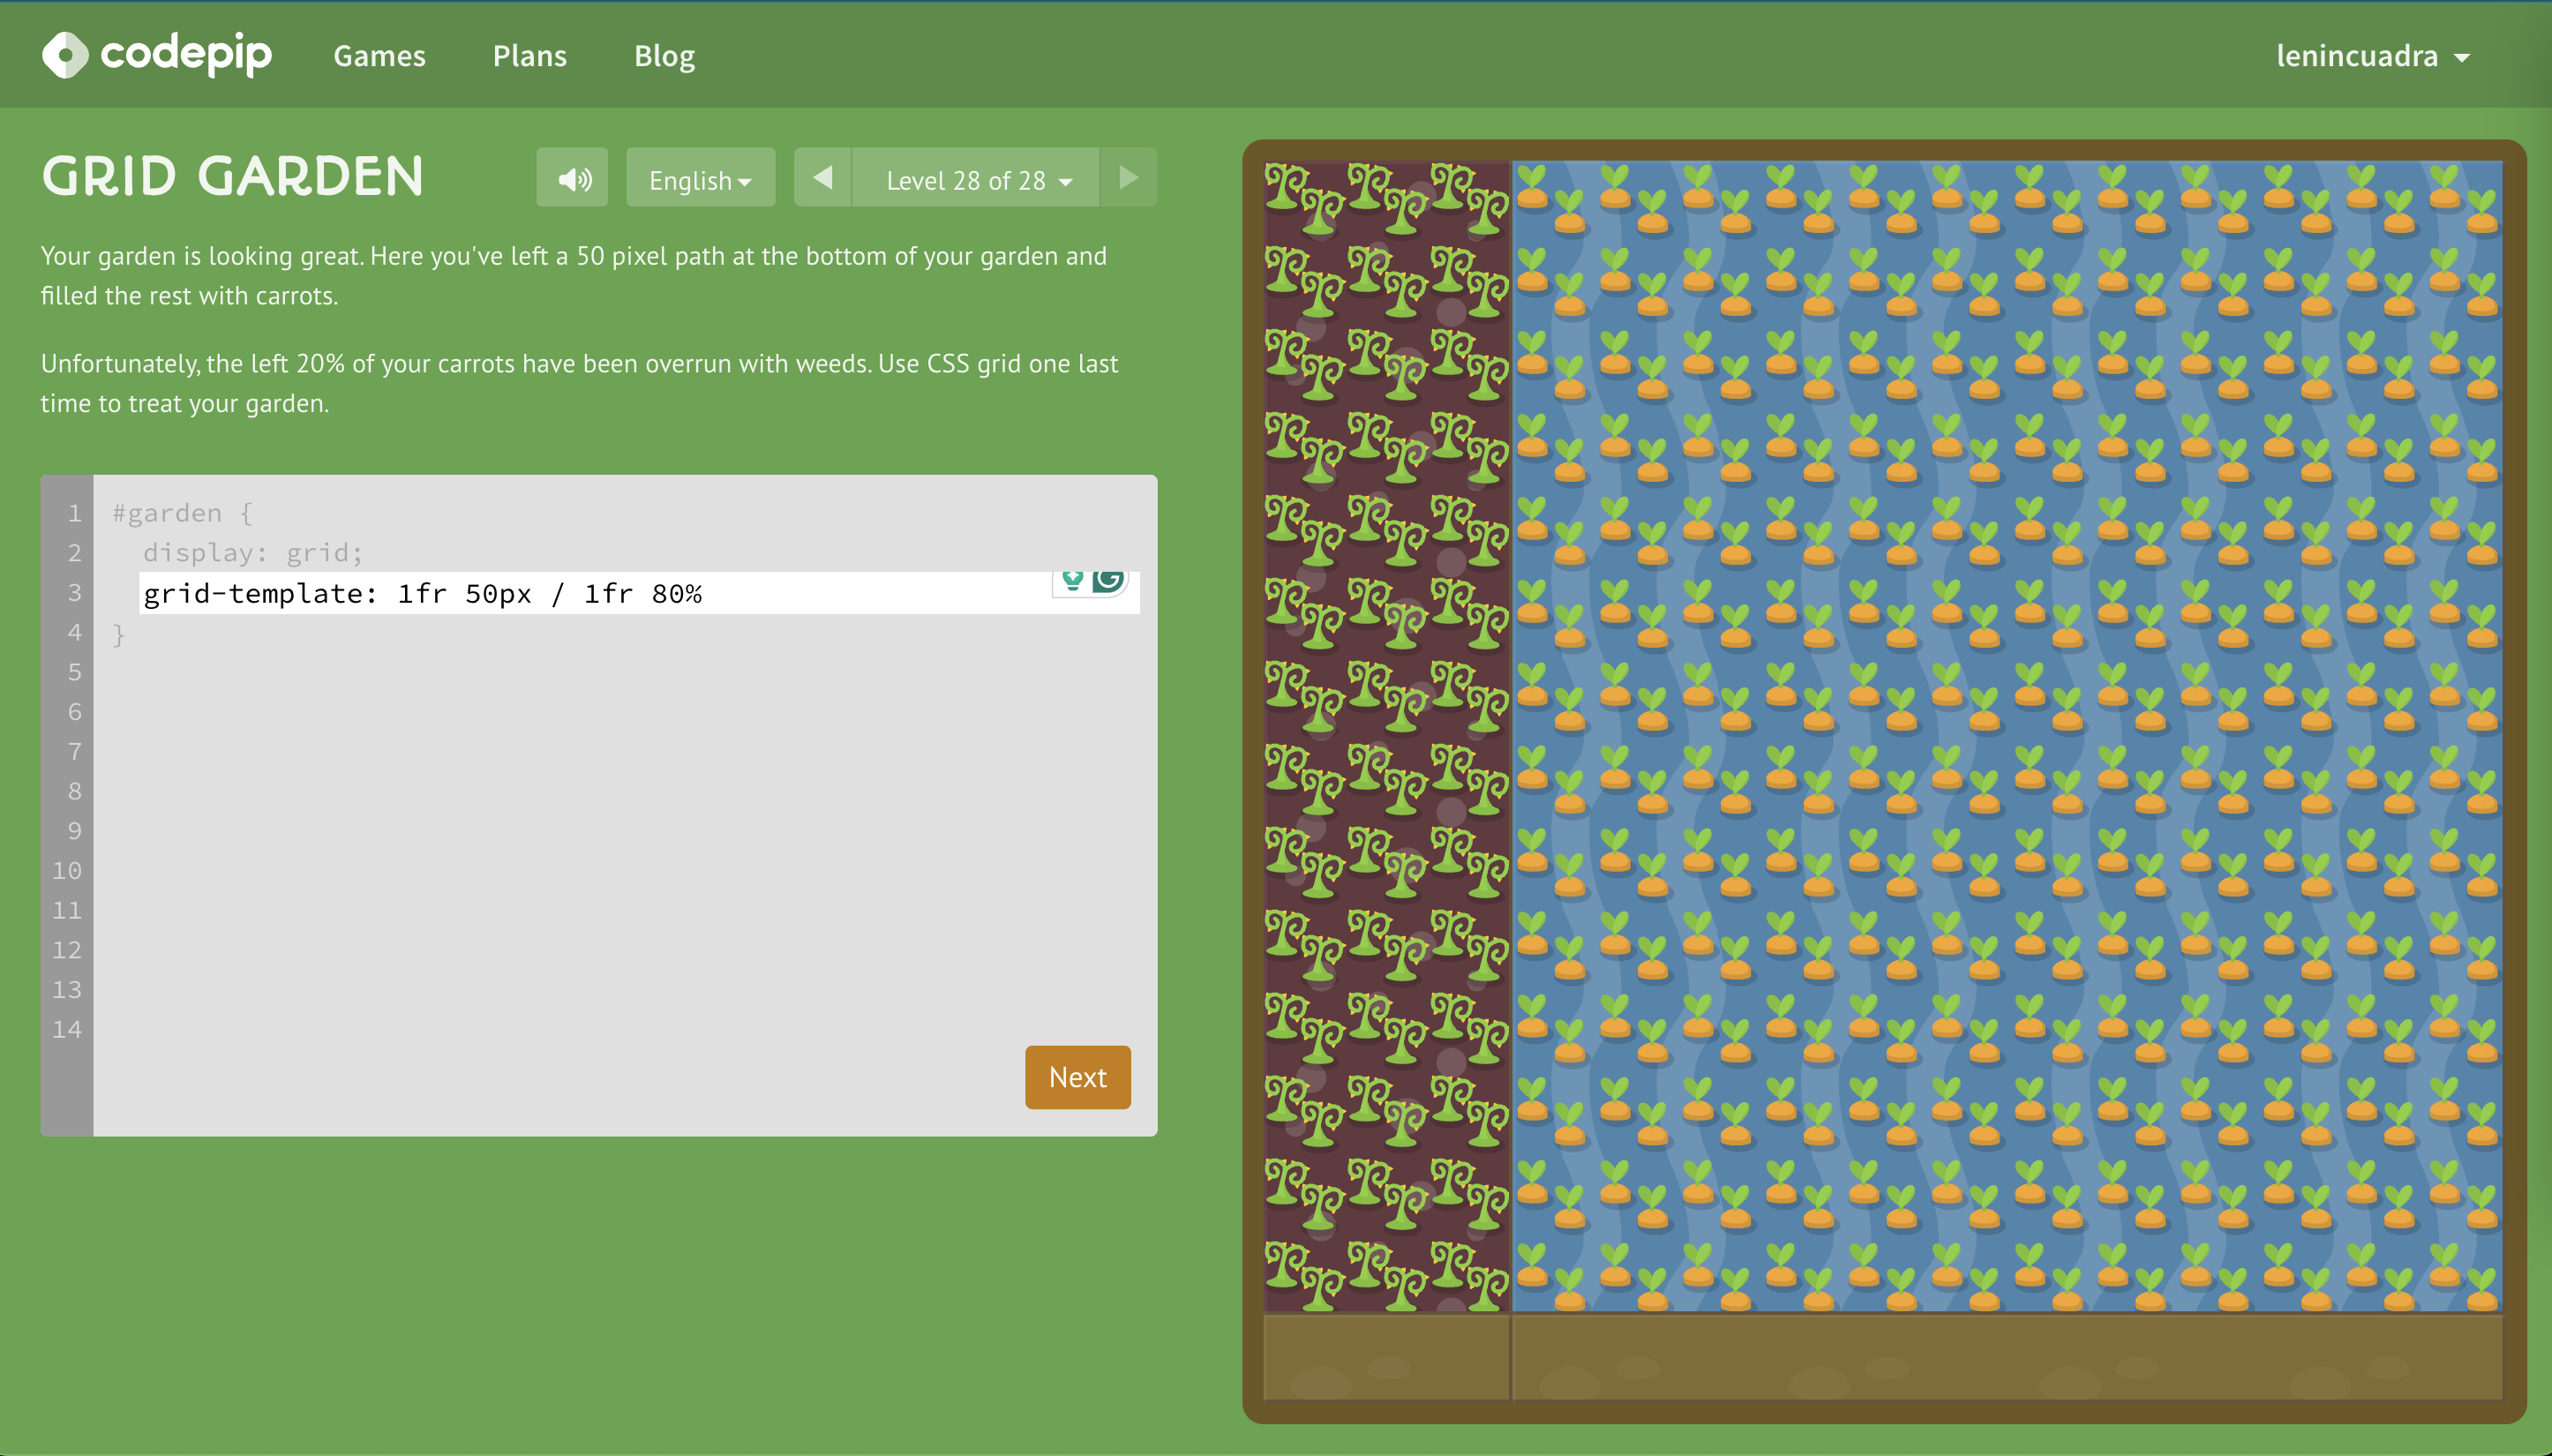 codepip
Games
Plans
Blog
lenincuadra
GRID GARDEN
English
Level 28 of 28
Your garden is looking great. Here you've left a 50 pixel path at the bottom of your garden and
filled the rest with carrots.
Unfortunately, the left 20% of your carrots have been overrun with weeds. Use CSS grid one last
time to treat your garden.
1 #garden {
2 display: grid;
3 grid-template: 1fr 50px / 1fr 80%
4 }
5
6
7
8
9
10
11
12
13
14
Next